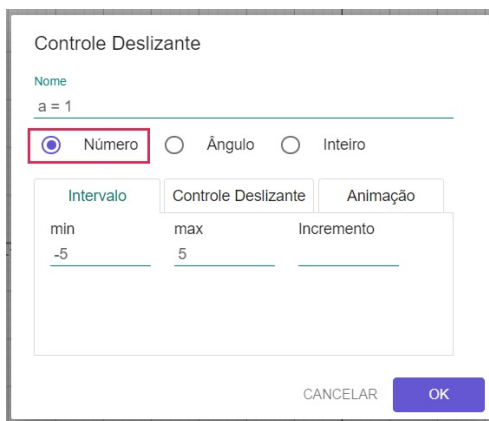 Controle Deslizante
Nome
a = 1
Número Ângulo Inteiro
Intervalo Controle Deslizante Animação
min max Incremento
-5 5
CANCELAR OK